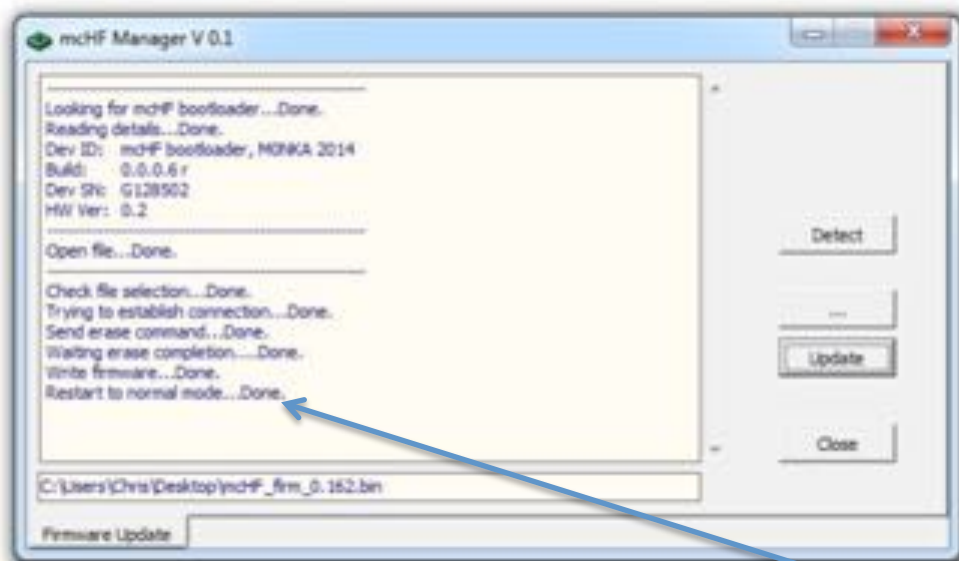 mcHF Manager V 0.1
Looking for mcHF bootloader...Done.
Reading details...Done.
Dev ID: mcHF bootloader, M0NKA 2014
Build: 0.0.0.6 r
Dev SN: G128502
HW Ver: 0.2
Open file...Done.
Check file selection...Done.
Trying to establish connection...Done.
Send erase command...Done.
Waiting erase completion.....Done.
Write firmware...Done.
Restart to normal mode...Done.
Detect
...
Update
Close
C:\Users\Chris\Desktop\mcHF_firm_0.162.bin
Firmware Update